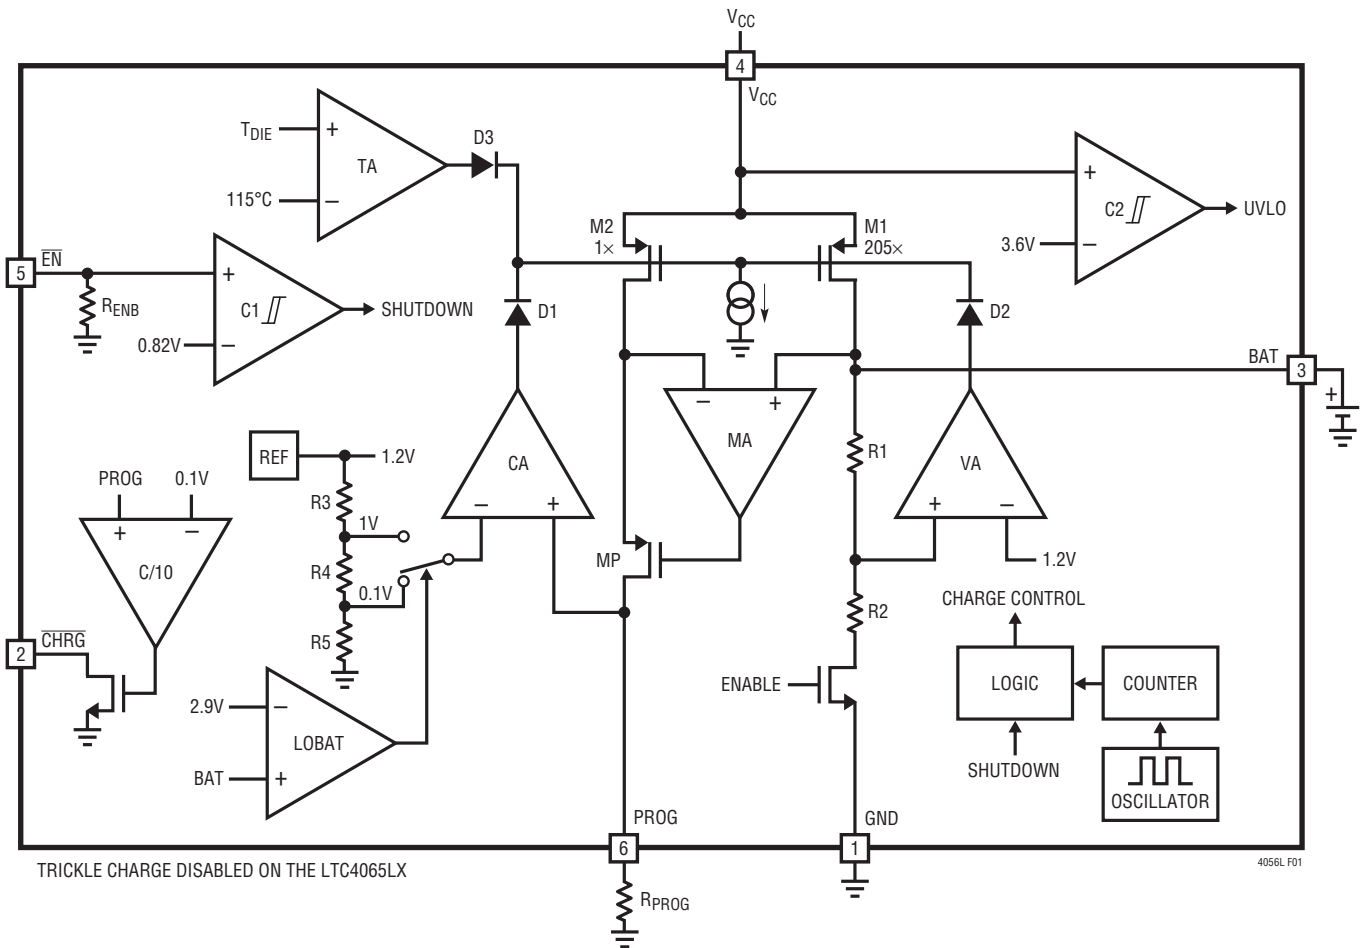 VCC
4
VCC
TDIE
+
TA
D3
115°C
–
M2
1×
M1
205×
+
C2
UVLO
3.6V
–
5
EN
+
RENB
C1
SHUTDOWN
0.82V
–
D1
D2
BAT
3
+
–
+
MA
REF
1.2V
CA
R1
VA
PROG
0.1V
R3
–
+
+
–
+
–
1V
C/10
R4
MP
1.2V
0.1V
CHARGE CONTROL
R2
2
CHRG
R5
ENABLE
LOGIC
COUNTER
2.9V
–
LOBAT
BAT
+
SHUTDOWN
OSCILLATOR
PROG
GND
6
1
TRICKLE CHARGE DISABLED ON THE LTC4065LX
4056L F01
RPROG